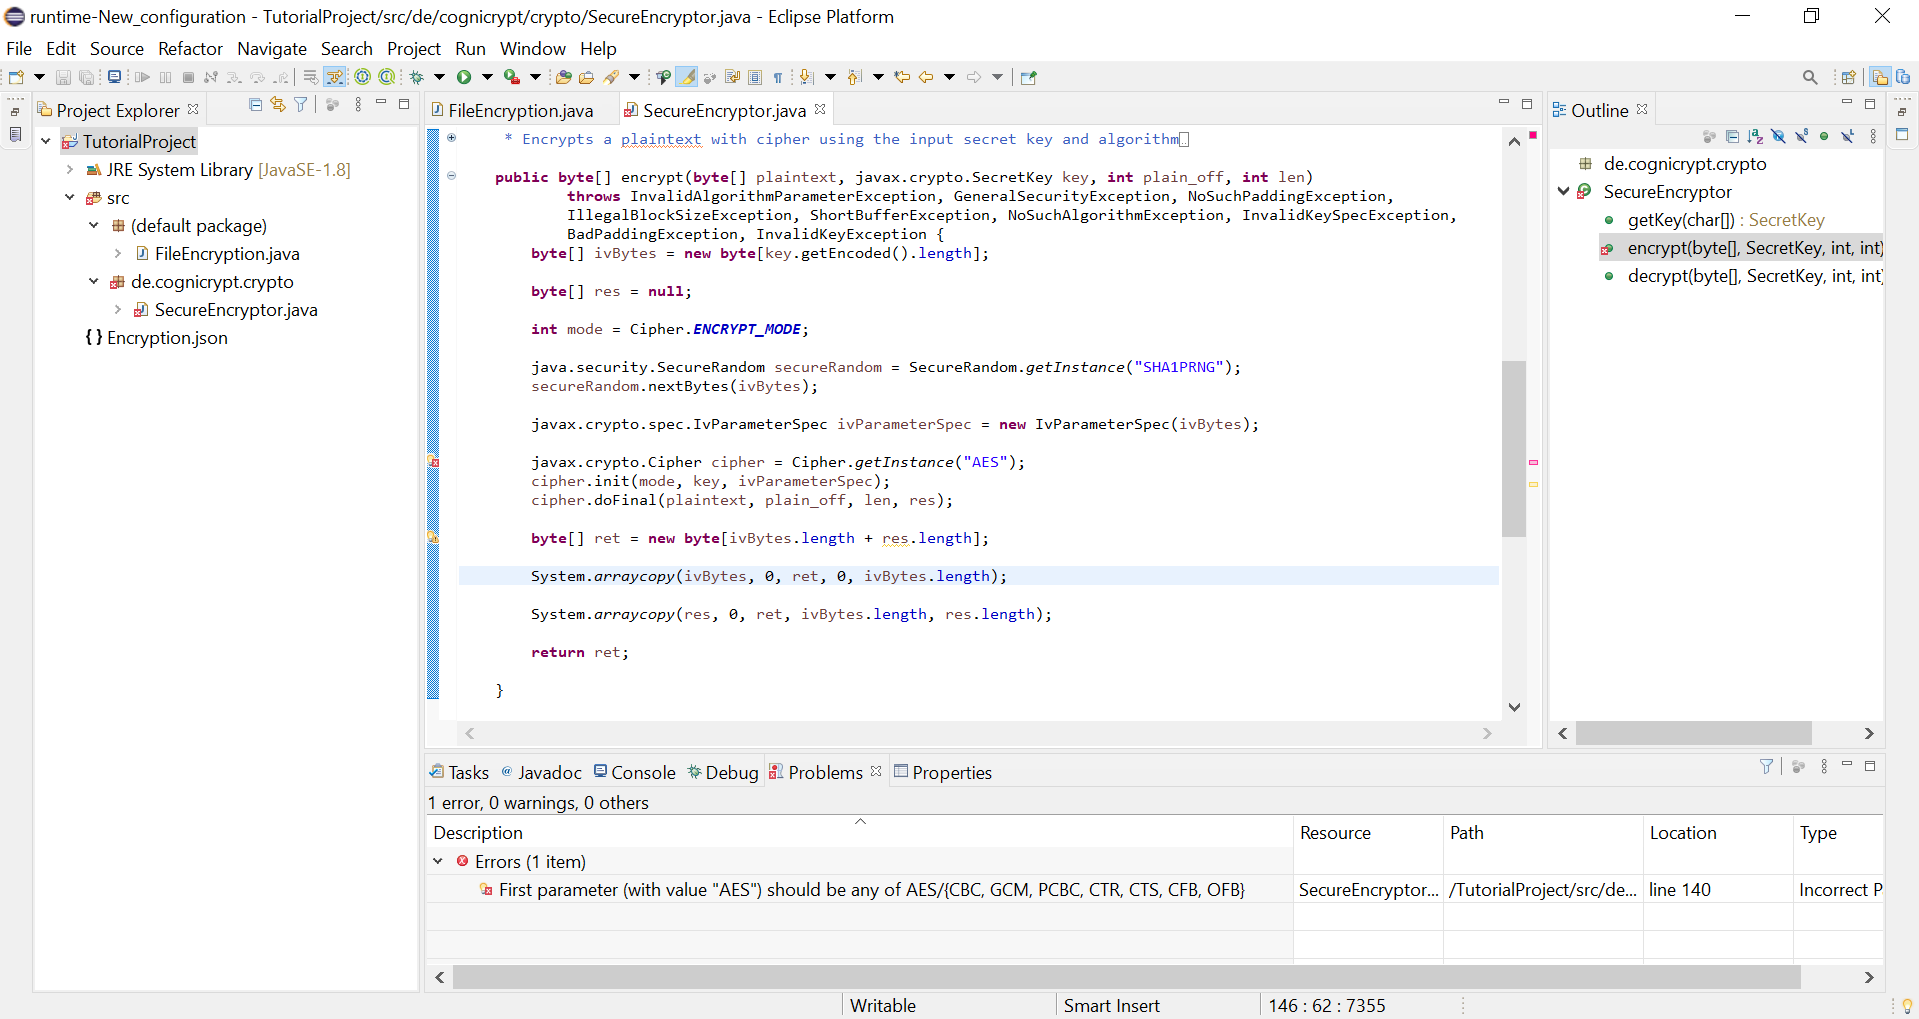 runtime-New_configuration - TutorialProject/src/de/cognicrypt/crypto/SecureEncryptor.java - Eclipse Platform
File Edit Source Refactor Navigate Search Project Run Window Help
Project Explorer
TutorialProject
JRE System Library [JavaSE-1.8]
src
(default package)
FileEncryption.java
de.cognicrypt.crypto
SecureEncryptor.java
{} Encryption.json
FileEncryption.java SecureEncryptor.java
* Encrypts a plaintext with cipher using the input secret key and algorithm
public byte[] encrypt(byte[] plaintext, javax.crypto.SecretKey key, int plain_off, int len)
throws InvalidAlgorithmParameterException, GeneralSecurityException, NoSuchPaddingException,
IllegalBlockSizeException, ShortBufferException, NoSuchAlgorithmException, InvalidKeySpecException,
BadPaddingException, InvalidKeyException {
byte[] ivBytes = new byte[key.getEncoded().length];
byte[] res = null;
int mode = Cipher.ENCRYPT_MODE;
java.security.SecureRandom secureRandom = SecureRandom.getInstance("SHA1PRNG");
secureRandom.nextBytes(ivBytes);
javax.crypto.spec.IvParameterSpec ivParameterSpec = new IvParameterSpec(ivBytes);
javax.crypto.Cipher cipher = Cipher.getInstance("AES");
cipher.init(mode, key, ivParameterSpec);
cipher.doFinal(plaintext, plain_off, len, res);
byte[] ret = new byte[ivBytes.length + res.length];
System.arraycopy(ivBytes, 0, ret, 0, ivBytes.length);
System.arraycopy(res, 0, ret, ivBytes.length, res.length);
return ret;
}
Outline
de.cognicrypt.crypto
SecureEncryptor
getKey(char[]) : SecretKey
encrypt(byte[], SecretKey, int, int)
decrypt(byte[], SecretKey, int, int)
Tasks Javadoc Console Debug Problems Properties
1 error, 0 warnings, 0 others
Description Resource Path Location Type
Errors (1 item)
First parameter (with value "AES") should be any of AES/{CBC, GCM, PCBC, CTR, CTS, CFB, OFB} SecureEncryptor... /TutorialProject/src/de... line 140 Incorrect P
Writable Smart Insert 146 : 62 : 7355